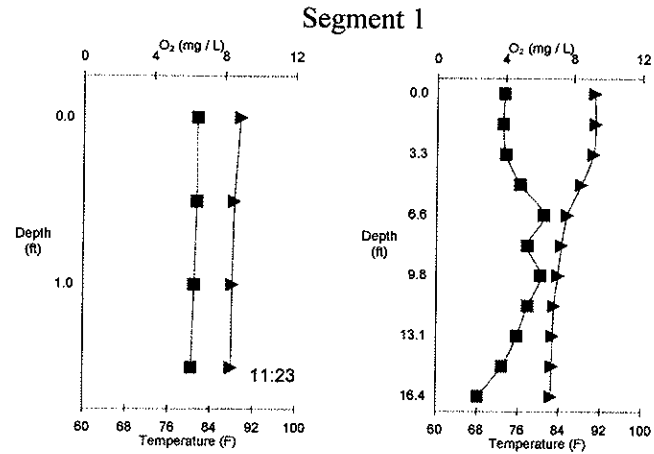 Segment 1
O₂ (mg / L)
0 4 8 12
0.0
1.0
Depth
(ft)
11:23
60 68 76 84 92 100
Temperature (F)
O₂ (mg / L)
0 4 8 12
0.0
3.3
6.6
9.8
13.1
16.4
Depth
(ft)
60 68 76 84 92 100
Temperature (F)